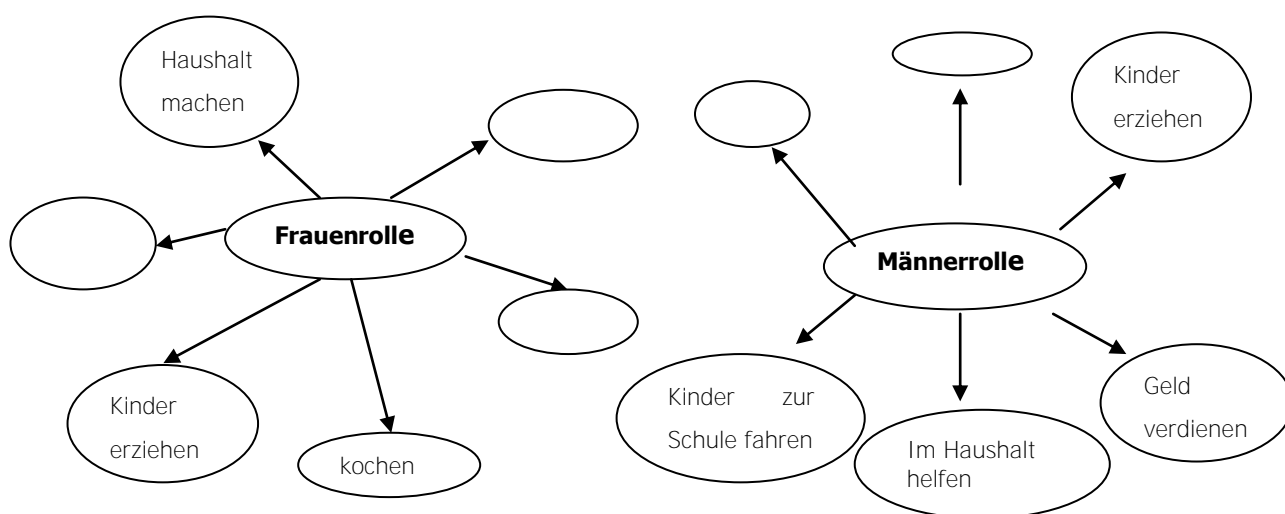 Haushalt
machen
Frauenrolle
Kinder
erziehen
kochen
Kinder
erziehen
Männerrolle
Kinder zur
Schule fahren
Im Haushalt
helfen
Geld
verdienen